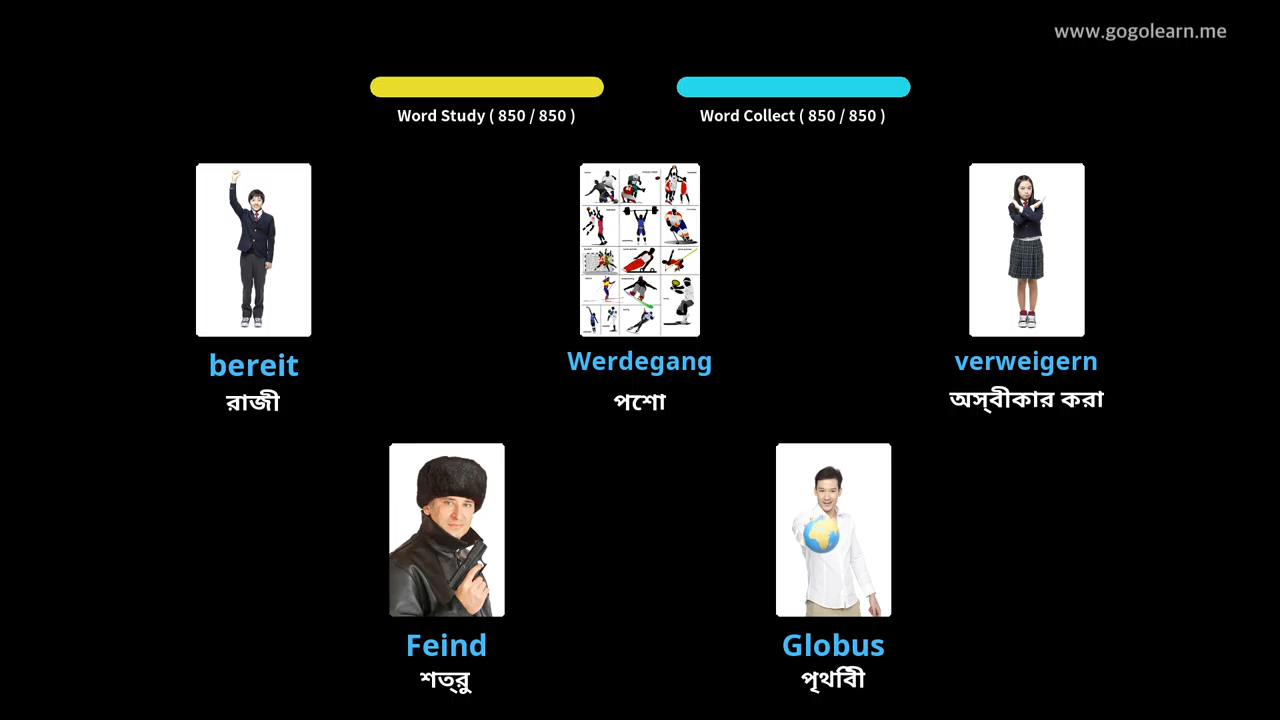 www.gogolearn.me
Word Study ( 850 / 850 )
Word Collect ( 850 / 850 )
bereit
রাজী
Werdegang
পশো
verweigern
অস্বীকার করা
Feind
শত্রু
Globus
পৃথিবী